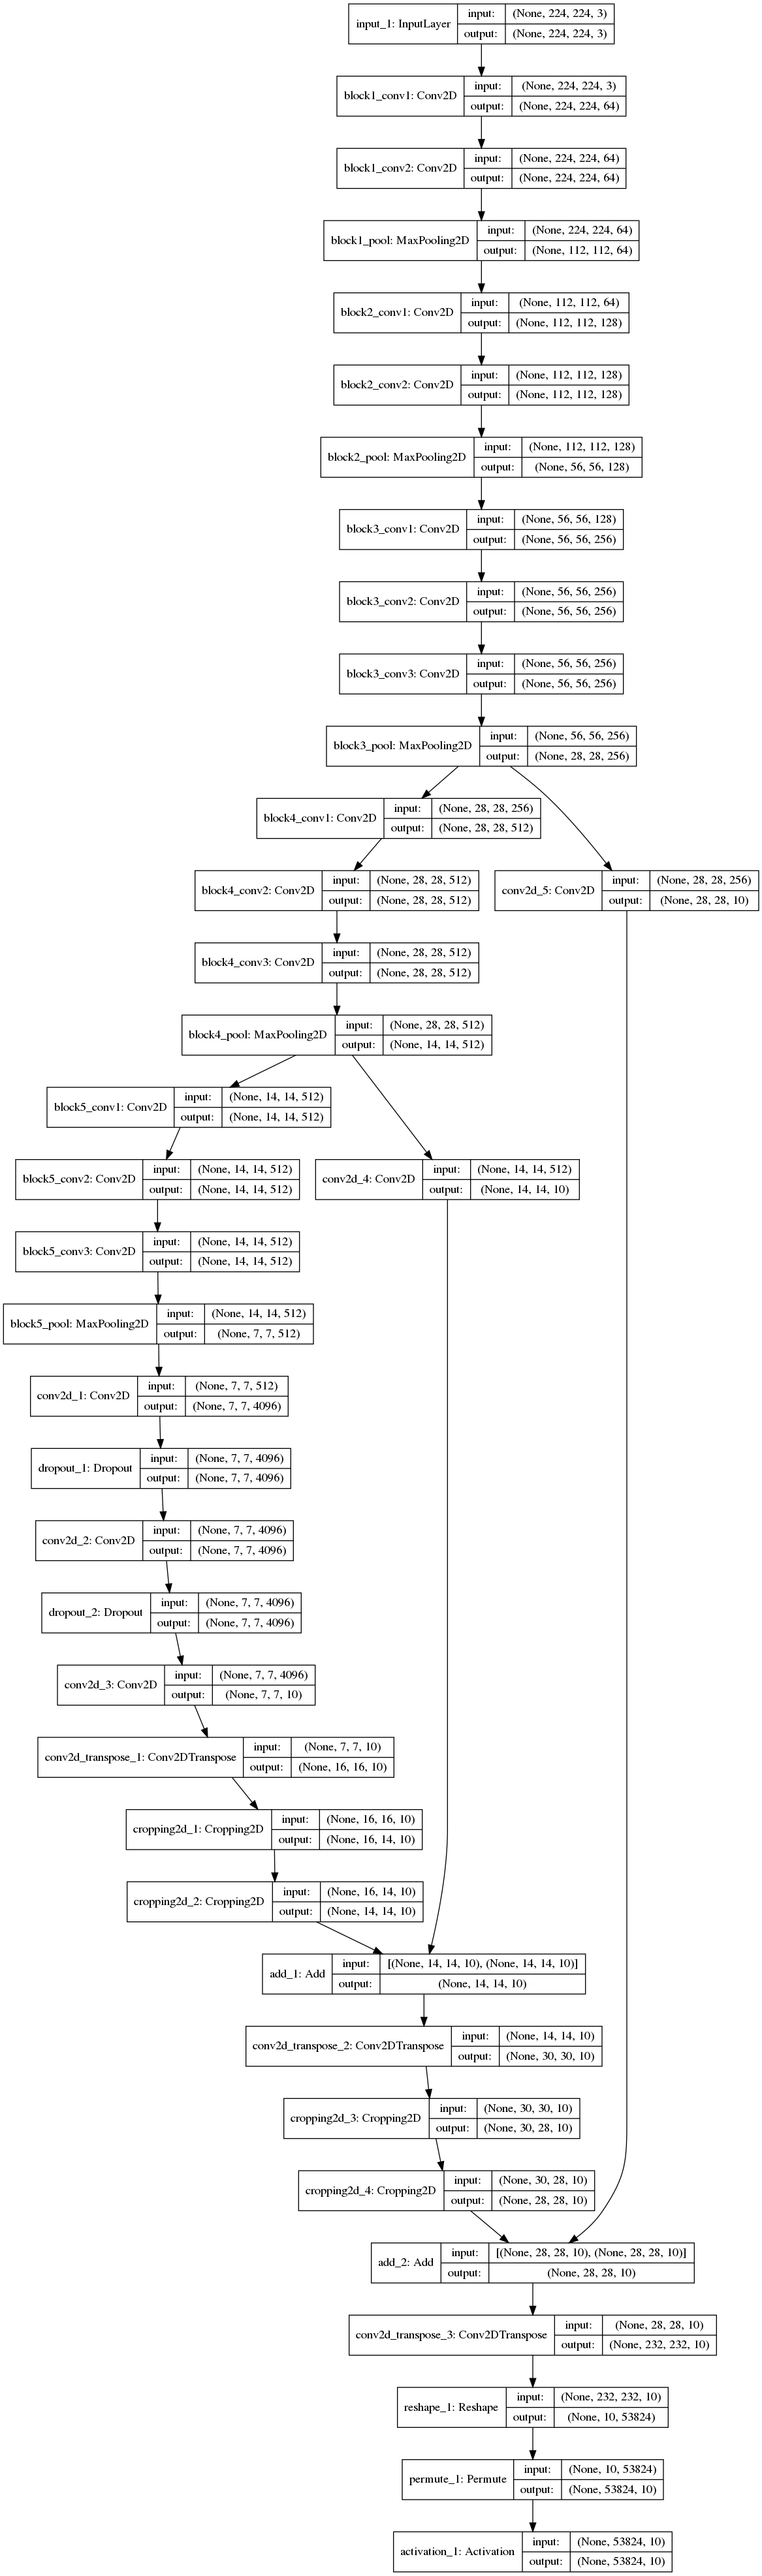 input_1: InputLayer
input: (None, 224, 224, 3)
output: (None, 224, 224, 3)
block1_conv1: Conv2D
input: (None, 224, 224, 3)
output: (None, 224, 224, 64)
block1_conv2: Conv2D
input: (None, 224, 224, 64)
output: (None, 224, 224, 64)
block1_pool: MaxPooling2D
input: (None, 224, 224, 64)
output: (None, 112, 112, 64)
block2_conv1: Conv2D
input: (None, 112, 112, 64)
output: (None, 112, 112, 128)
block2_conv2: Conv2D
input: (None, 112, 112, 128)
output: (None, 112, 112, 128)
block2_pool: MaxPooling2D
input: (None, 112, 112, 128)
output: (None, 56, 56, 128)
block3_conv1: Conv2D
input: (None, 56, 56, 128)
output: (None, 56, 56, 256)
block3_conv2: Conv2D
input: (None, 56, 56, 256)
output: (None, 56, 56, 256)
block3_conv3: Conv2D
input: (None, 56, 56, 256)
output: (None, 56, 56, 256)
block3_pool: MaxPooling2D
input: (None, 56, 56, 256)
output: (None, 28, 28, 256)
block4_conv1: Conv2D
input: (None, 28, 28, 256)
output: (None, 28, 28, 512)
block4_conv2: Conv2D
input: (None, 28, 28, 512)
output: (None, 28, 28, 512)
conv2d_5: Conv2D
input: (None, 28, 28, 256)
output: (None, 28, 28, 10)
block4_conv3: Conv2D
input: (None, 28, 28, 512)
output: (None, 28, 28, 512)
block4_pool: MaxPooling2D
input: (None, 28, 28, 512)
output: (None, 14, 14, 512)
block5_conv1: Conv2D
input: (None, 14, 14, 512)
output: (None, 14, 14, 512)
block5_conv2: Conv2D
input: (None, 14, 14, 512)
output: (None, 14, 14, 512)
conv2d_4: Conv2D
input: (None, 14, 14, 512)
output: (None, 14, 14, 10)
block5_conv3: Conv2D
input: (None, 14, 14, 512)
output: (None, 14, 14, 512)
block5_pool: MaxPooling2D
input: (None, 14, 14, 512)
output: (None, 7, 7, 512)
conv2d_1: Conv2D
input: (None, 7, 7, 512)
output: (None, 7, 7, 4096)
dropout_1: Dropout
input: (None, 7, 7, 4096)
output: (None, 7, 7, 4096)
conv2d_2: Conv2D
input: (None, 7, 7, 4096)
output: (None, 7, 7, 4096)
dropout_2: Dropout
input: (None, 7, 7, 4096)
output: (None, 7, 7, 4096)
conv2d_3: Conv2D
input: (None, 7, 7, 4096)
output: (None, 7, 7, 10)
conv2d_transpose_1: Conv2DTranspose
input: (None, 7, 7, 10)
output: (None, 16, 16, 10)
cropping2d_1: Cropping2D
input: (None, 16, 16, 10)
output: (None, 16, 14, 10)
cropping2d_2: Cropping2D
input: (None, 16, 14, 10)
output: (None, 14, 14, 10)
add_1: Add
input: [(None, 14, 14, 10), (None, 14, 14, 10)]
output: (None, 14, 14, 10)
conv2d_transpose_2: Conv2DTranspose
input: (None, 14, 14, 10)
output: (None, 30, 30, 10)
cropping2d_3: Cropping2D
input: (None, 30, 30, 10)
output: (None, 30, 28, 10)
cropping2d_4: Cropping2D
input: (None, 30, 28, 10)
output: (None, 28, 28, 10)
add_2: Add
input: [(None, 28, 28, 10), (None, 28, 28, 10)]
output: (None, 28, 28, 10)
conv2d_transpose_3: Conv2DTranspose
input: (None, 28, 28, 10)
output: (None, 232, 232, 10)
reshape_1: Reshape
input: (None, 232, 232, 10)
output: (None, 10, 53824)
permute_1: Permute
input: (None, 10, 53824)
output: (None, 53824, 10)
activation_1: Activation
input: (None, 53824, 10)
output: (None, 53824, 10)